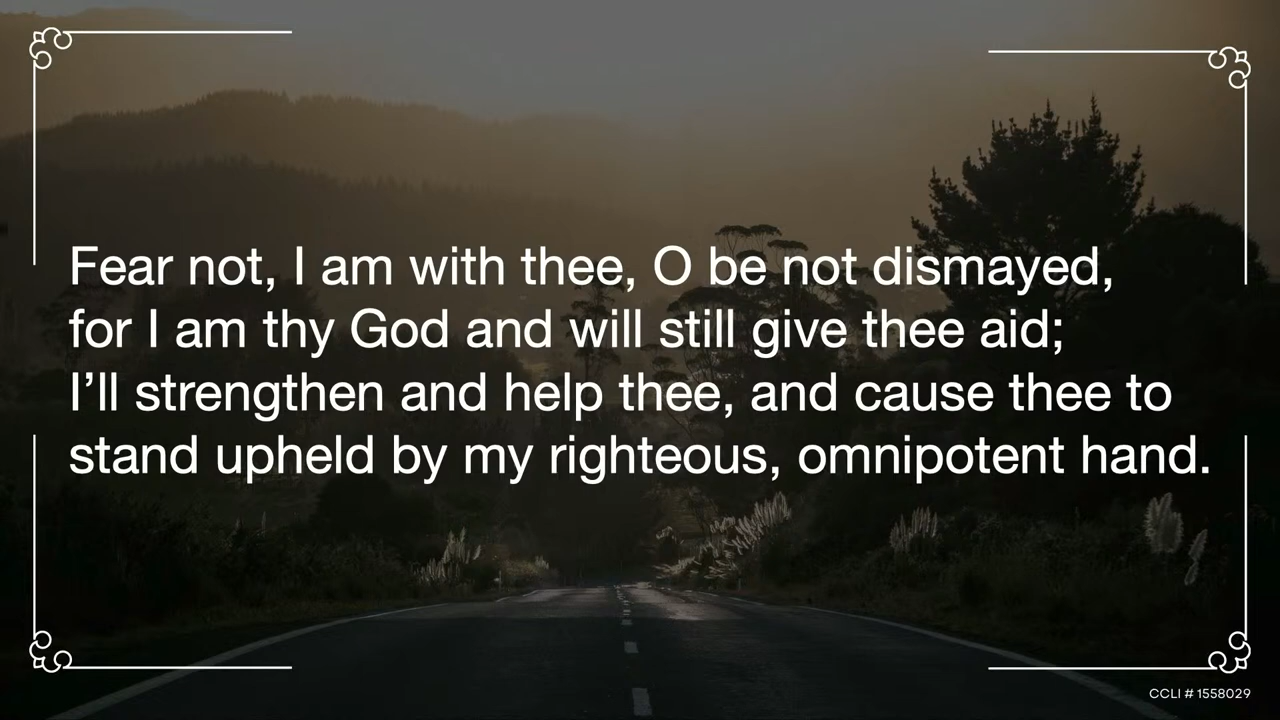 Fear not, I am with thee, O be not dismayed,
for I am thy God and will still give thee aid;
I’ll strengthen and help thee, and cause thee to
stand upheld by my righteous, omnipotent hand.
CCLI # 1558029